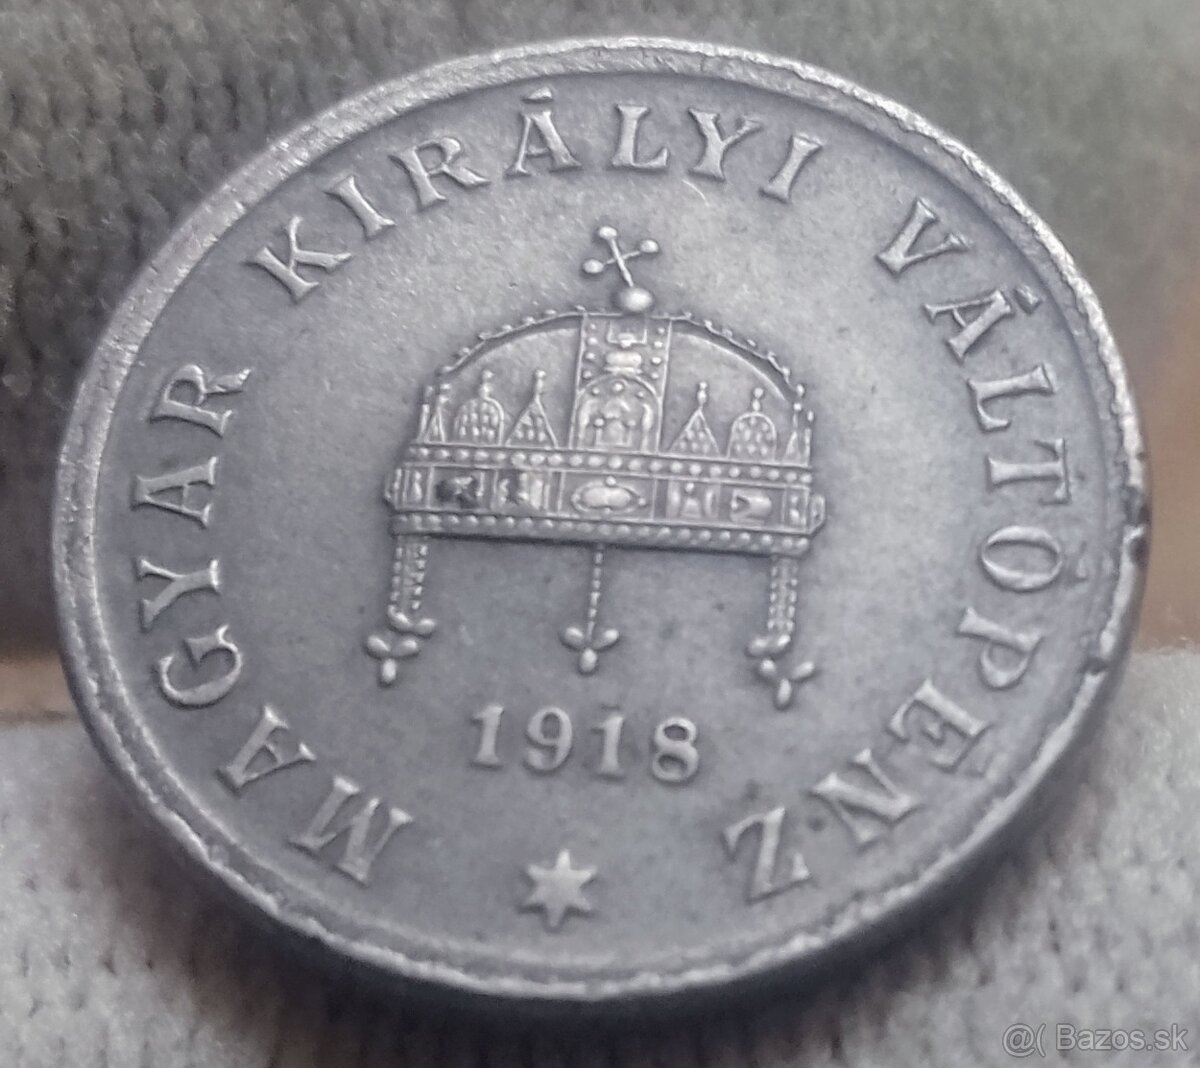 MAGYAR KIRÁLYI VÁLTÓPÉNZ
1918
@( Bazos.sk